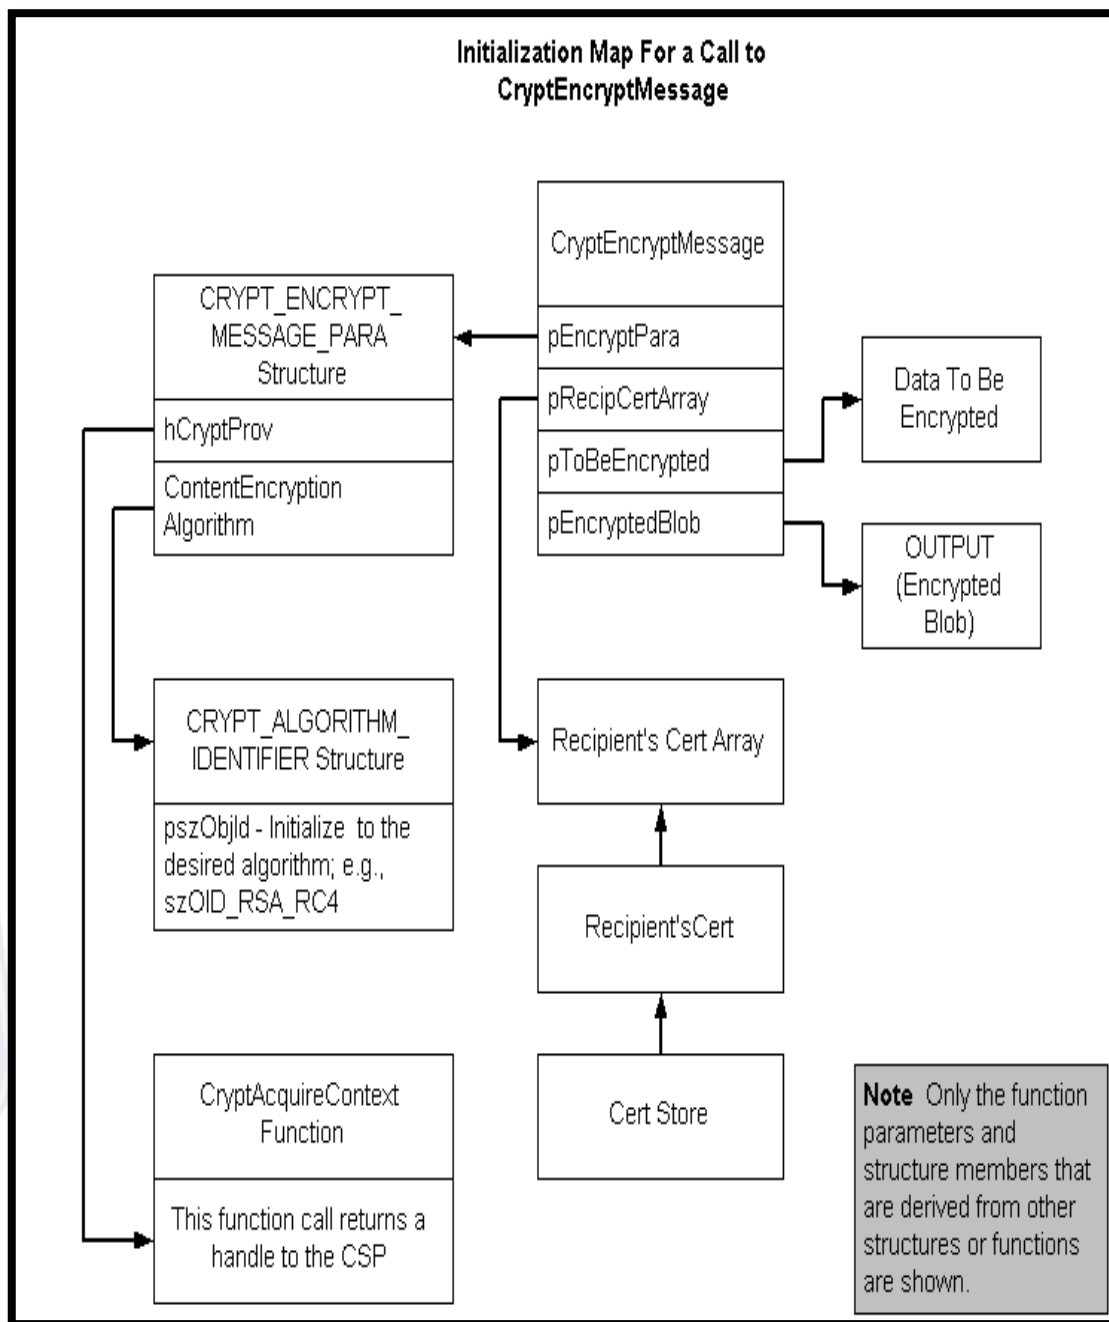 Initialization Map For a Call to
CryptEncryptMessage
CryptEncryptMessage
pEncryptPara
pRecipCertArray
pToBeEncrypted
pEncryptedBlob
CRYPT_ENCRYPT_
MESSAGE_PARA
Structure
hCryptProv
ContentEncryption
Algorithm
Data To Be
Encrypted
OUTPUT
(Encrypted
Blob)
CRYPT_ALGORITHM_
IDENTIFIER Structure
pszObjId - Initialize to the
desired algorithm; e.g.,
szOID_RSA_RC4
Recipient's Cert Array
Recipient'sCert
Cert Store
CryptAcquireContext
Function
This function call returns a
handle to the CSP
Note Only the function
parameters and
structure members that
are derived from other
structures or functions
are shown.